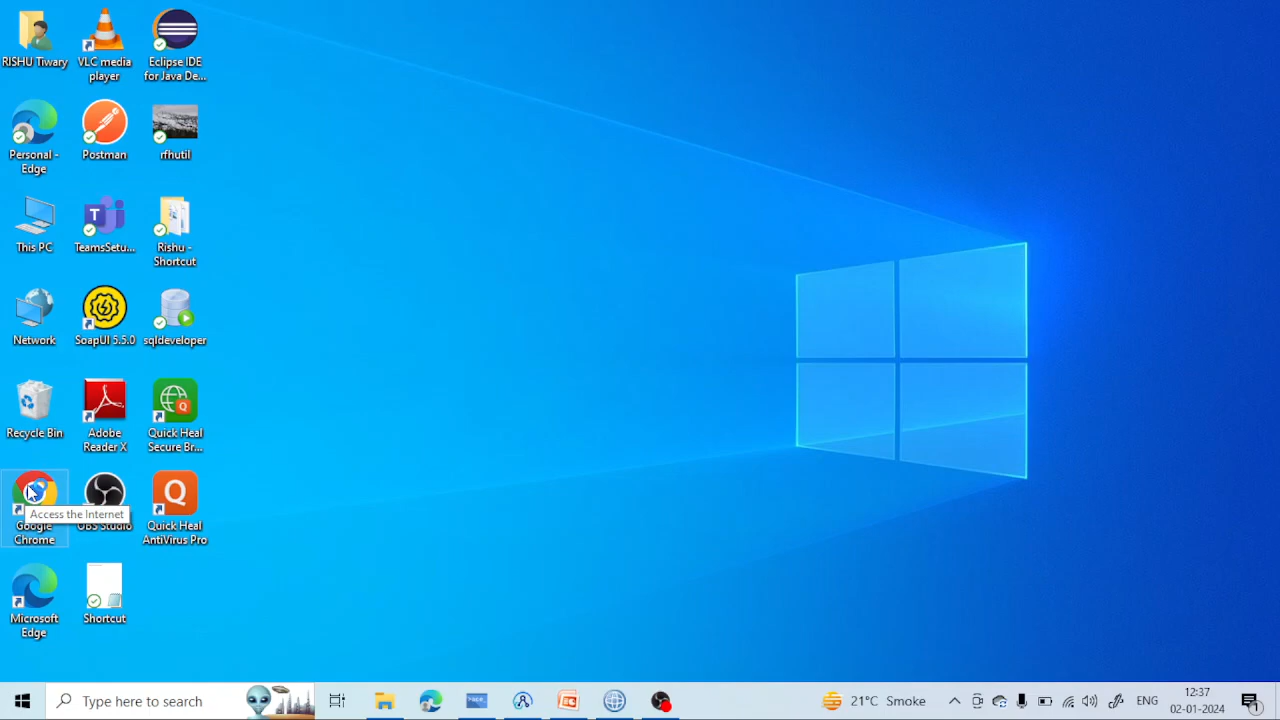 RISHU Tiwary
VLC media
player
Eclipse IDE
for Java De...
Personal -
Edge
Postman
rfhutil
This PC
TeamsSetu...
Rishu -
Shortcut
Network
SoapUI 5.5.0
sqldeveloper
Recycle Bin
Adobe
Reader X
Quick Heal
Secure Br...
Access the Internet
Google
Chrome
OBS Studio
Quick Heal
AntiVirus Pro
Microsoft
Edge
Shortcut
Type here to search
21°C Smoke
ENG
12:37
02-01-2024